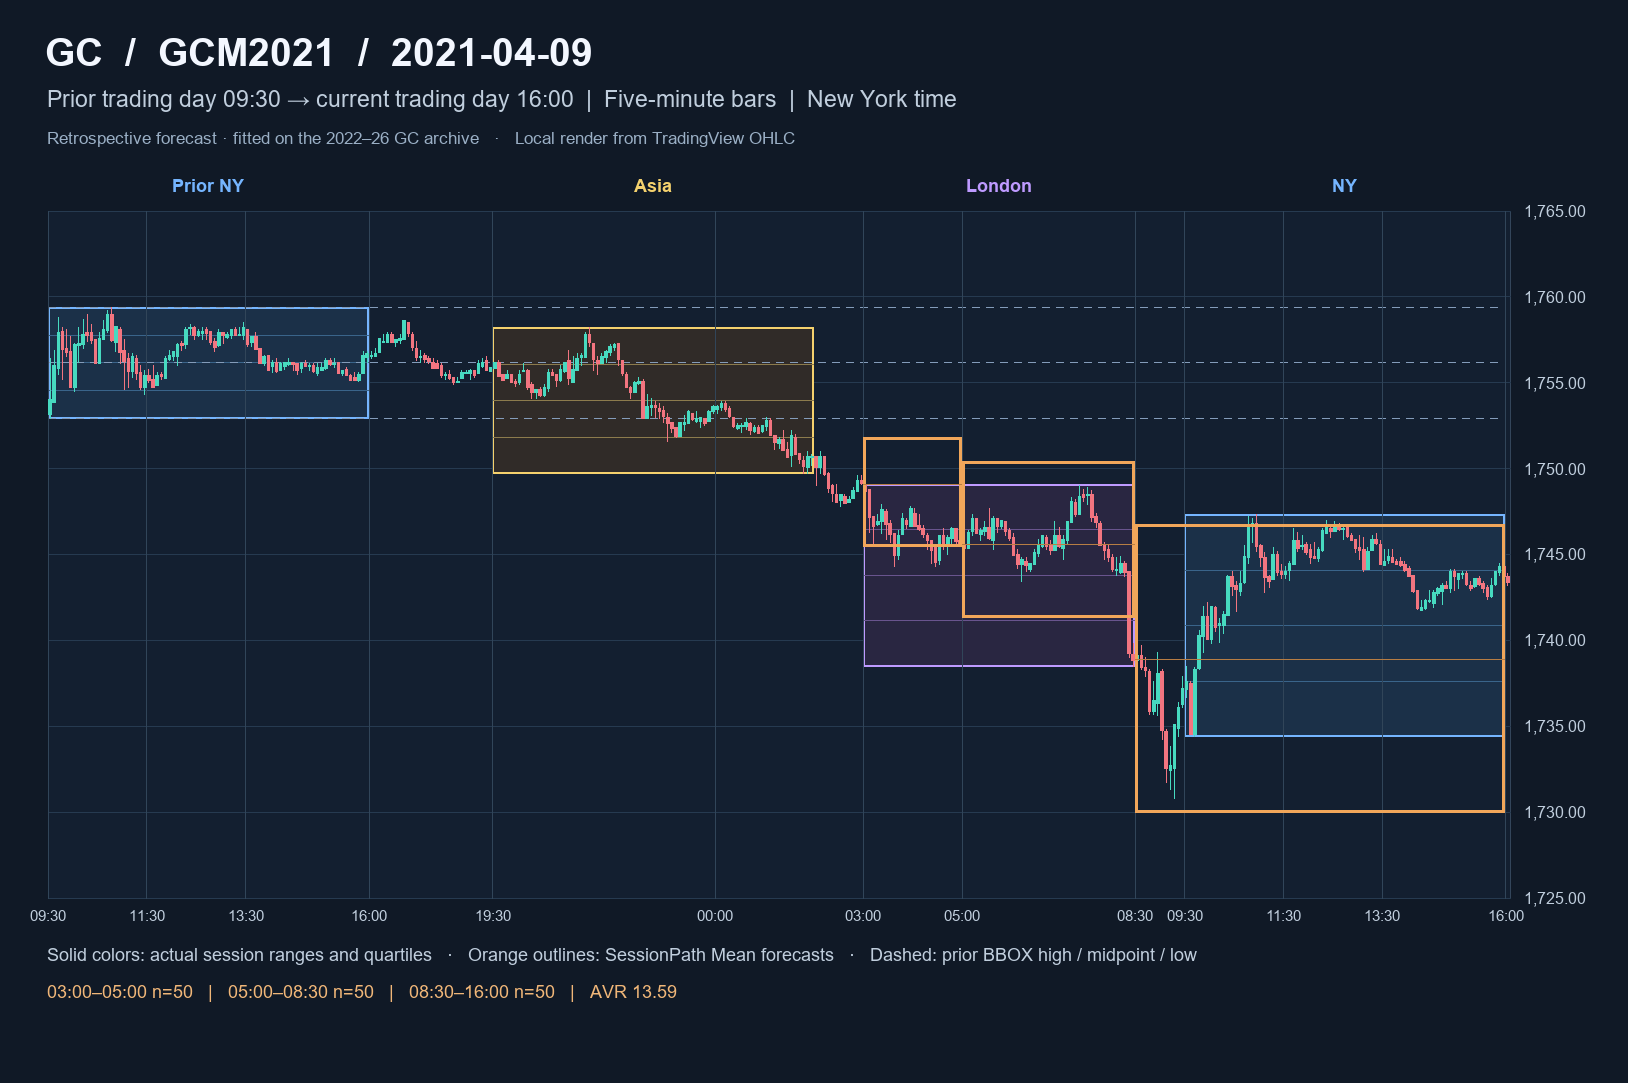 GC / GCM2021 / 2021-04-09
Prior trading day 09:30 → current trading day 16:00 | Five-minute bars | New York time
Retrospective forecast · fitted on the 2022–26 GC archive · Local render from TradingView OHLC
Prior NY Asia London NY
1,765.00
1,760.00
1,755.00
1,750.00
1,745.00
1,740.00
1,735.00
1,730.00
1,725.00
09:30 11:30 13:30 16:00 19:30 00:00 03:00 05:00 08:30 09:30 11:30 13:30 16:00
Solid colors: actual session ranges and quartiles · Orange outlines: SessionPath Mean forecasts · Dashed: prior BBOX high / midpoint / low
03:00–05:00 n=50 | 05:00–08:30 n=50 | 08:30–16:00 n=50 | AVR 13.59